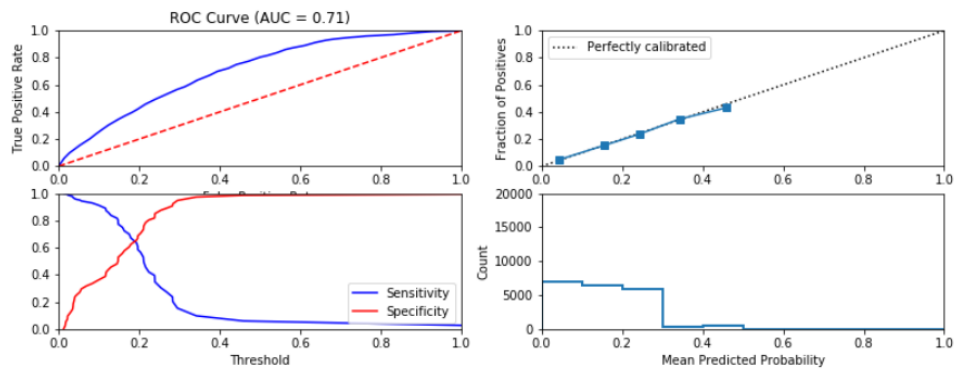 ROC Curve (AUC = 0.71)
True Positive Rate
1.0
0.8
0.6
0.4
0.2
0.0
0.0 0.2 0.4 0.6 0.8 1.0
Fraction of Positives
1.0
0.8
0.6
0.4
0.2
0.0
Perfectly calibrated
0.0 0.2 0.4 0.6 0.8 1.0
1.0
0.8
0.6
0.4
0.2
0.0
Sensitivity
Specificity
0.0 0.2 0.4 0.6 0.8 1.0
Threshold
Count
20000
15000
10000
5000
0
0.0 0.2 0.4 0.6 0.8 1.0
Mean Predicted Probability